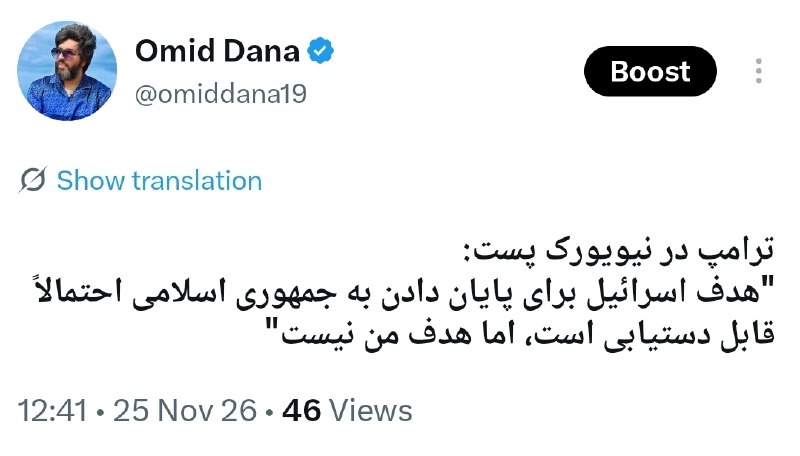 Omid Dana
@omiddana19
Boost
Show translation
ترامپ در نیویورک پست:
"هدف اسرائیل برای پایان دادن به جمهوری اسلامی احتمالاً
قابل دستیابی است، اما هدف من نیست"
12:41 • 25 Nov 26 • 46 Views